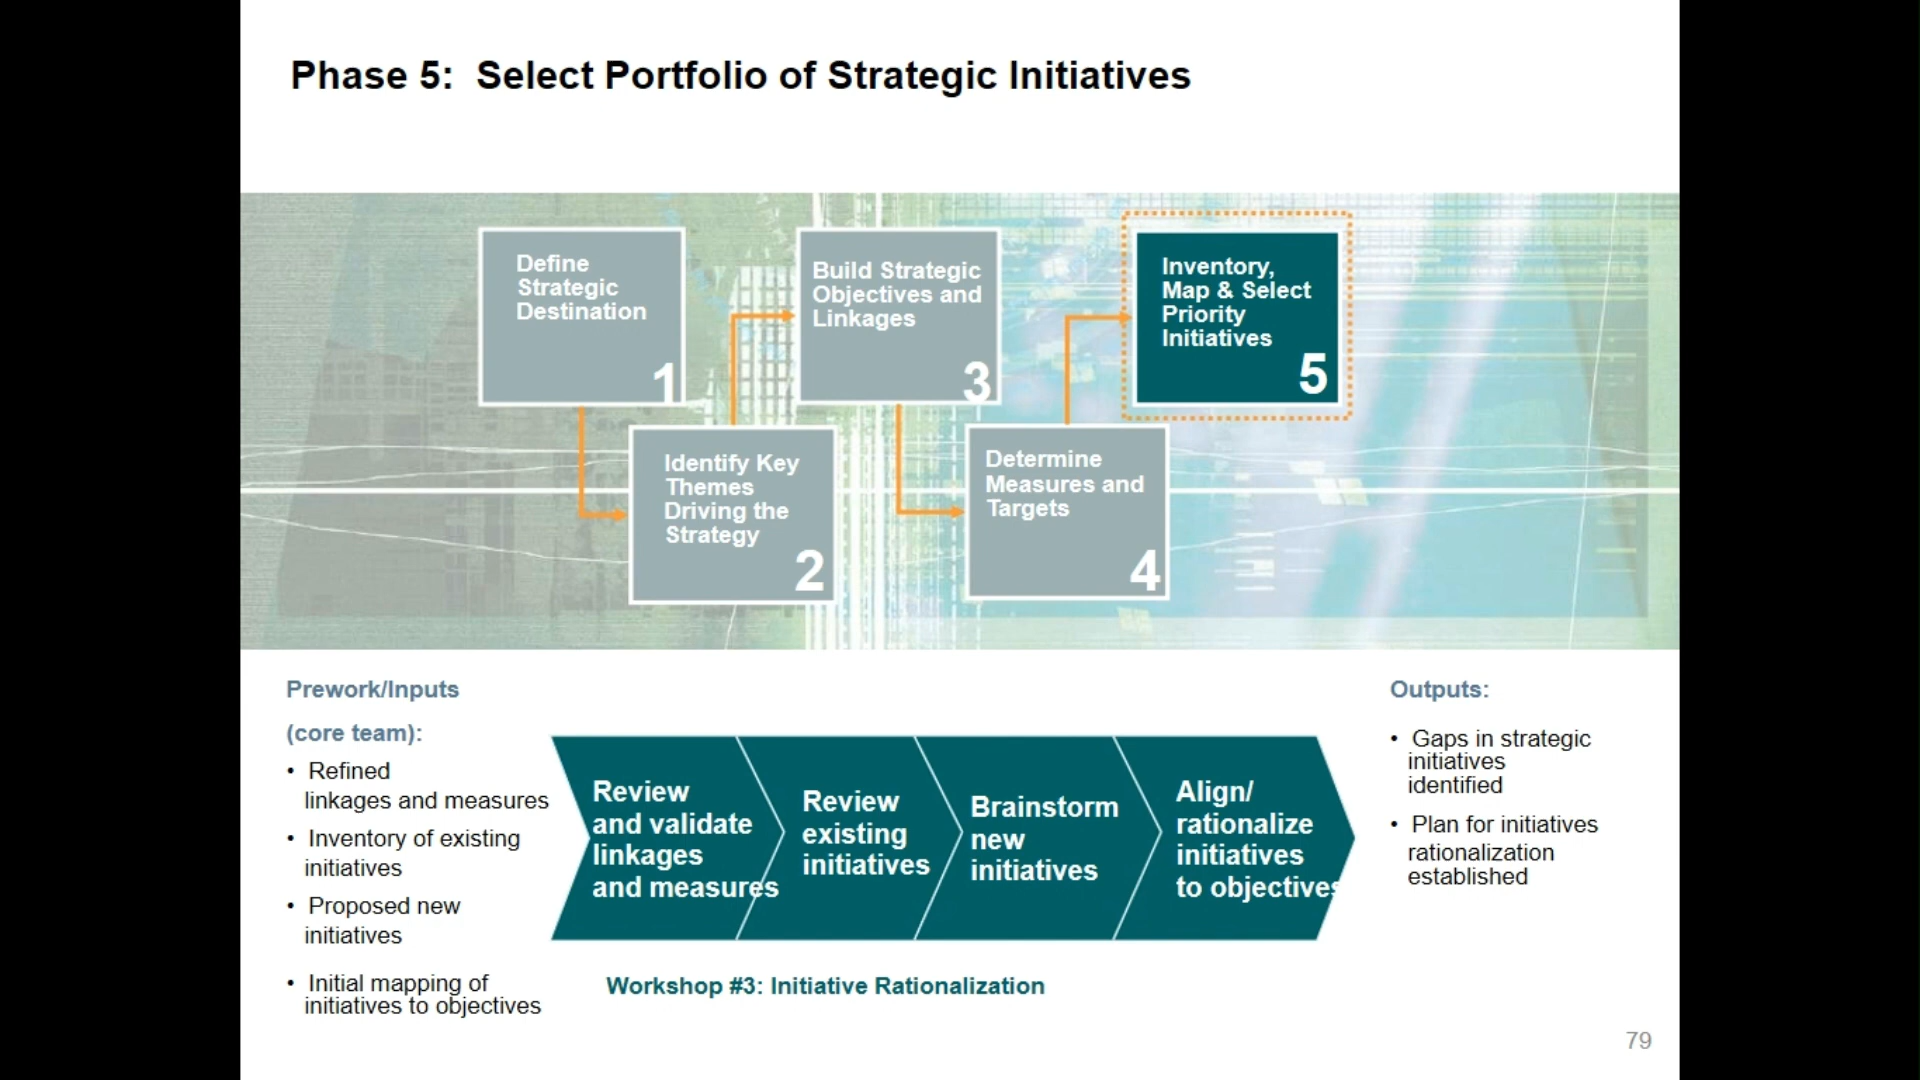 Phase 5: Select Portfolio of Strategic Initiatives
Define
Strategic
Destination
1
Identify Key
Themes
Driving the
Strategy
2
Build Strategic
Objectives and
Linkages
3
Determine
Measures and
Targets
4
Inventory,
Map & Select
Priority
Initiatives
5
Prework/Inputs
(core team):
• Refined
linkages and measures
• Inventory of existing
initiatives
• Proposed new
initiatives
• Initial mapping of
initiatives to objectives
Review
and validate
linkages
and measures
Review
existing
initiatives
Brainstorm
new
initiatives
Align/
rationalize
initiatives
to objectives
Workshop #3: Initiative Rationalization
Outputs:
• Gaps in strategic
initiatives
identified
• Plan for initiatives
rationalization
established
79